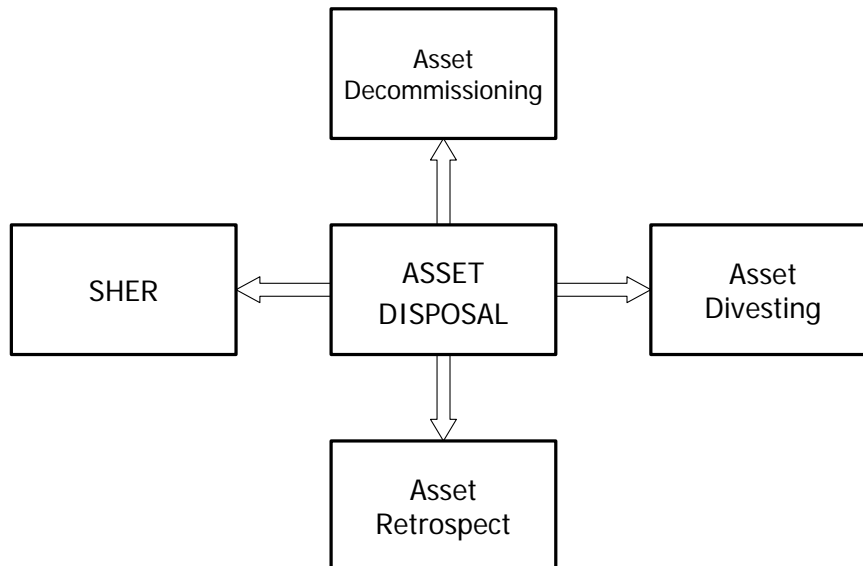 Asset
Decommissioning
SHER
ASSET
DISPOSAL
Asset
Divesting
Asset
Retrospect